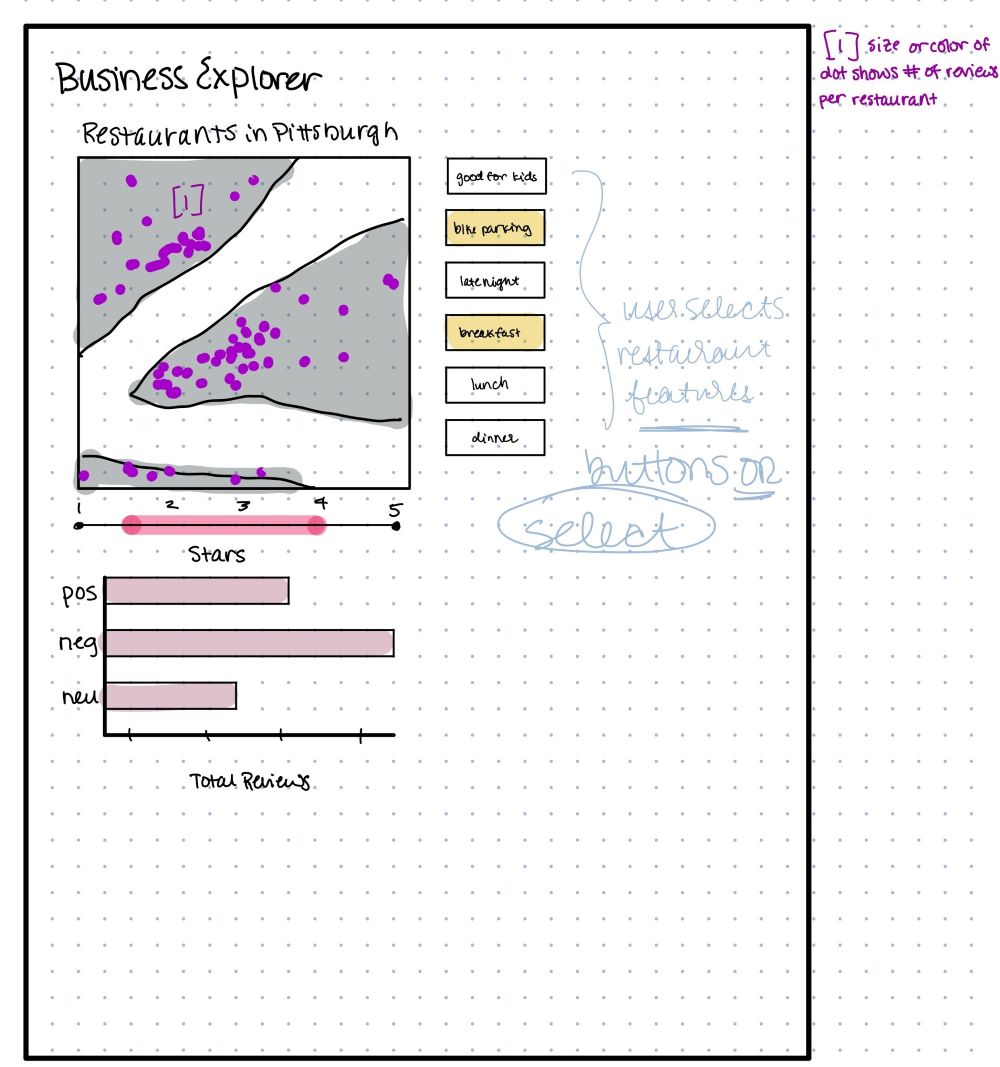 Business Explorer
Restaurants in Pittsburgh
[1]
good for kids
bike parking
late night
breakfast
lunch
dinner
user selects
restaurant
features
buttons OR
select
1 2 3 4 5
Stars
pos
neg
neu
Total Reviews
[1] size or color of
dot shows # of reviews
per restaurant